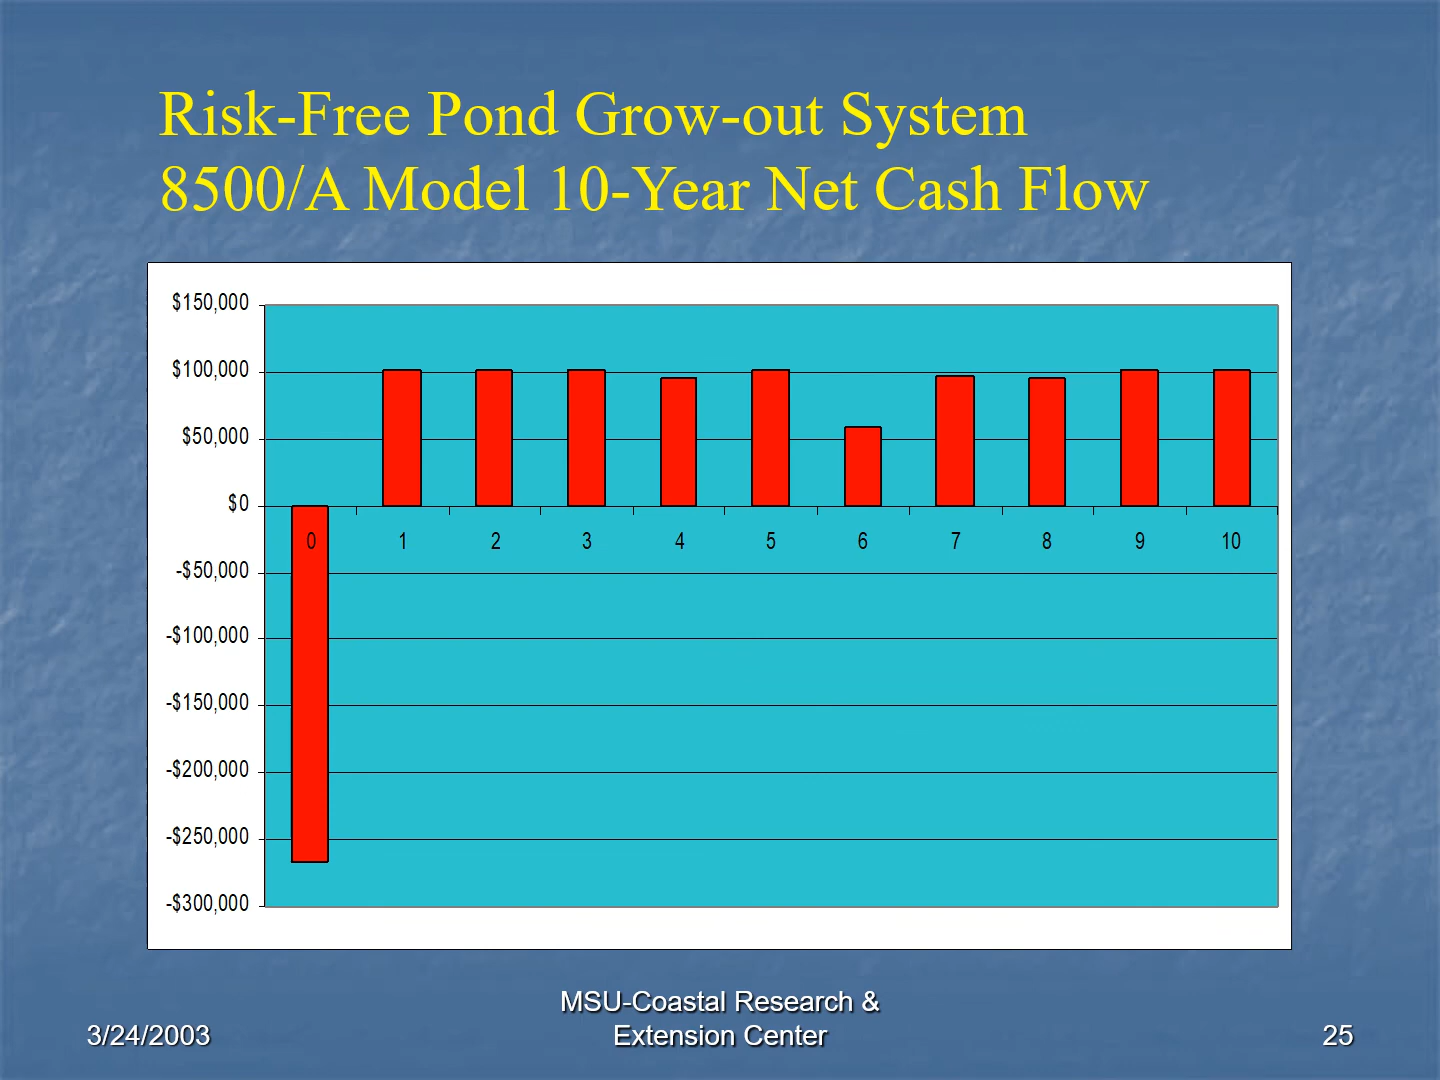 Risk-Free Pond Grow-out System
8500/A Model 10-Year Net Cash Flow
$150,000
$100,000
$50,000
$0
-$50,000
-$100,000
-$150,000
-$200,000
-$250,000
-$300,000
0 1 2 3 4 5 6 7 8 9 10
3/24/2003
MSU-Coastal Research &
Extension Center
25